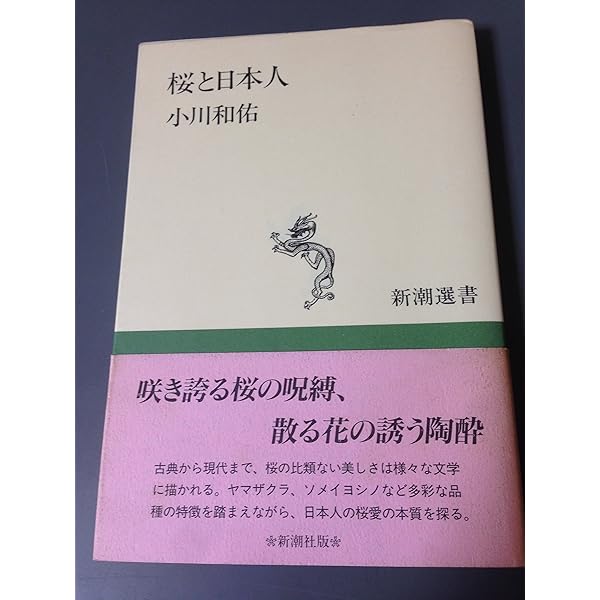 桜と日本人
小川和佑
新潮選書
咲き誇る桜の呪縛、
散る花の誘う陶酔
古典から現代まで、桜の比類ない美しさは様々な文学
に描かれる。ヤマザクラ、ソメイヨシノなど多彩な品
種の特徴を踏まえながら、日本人の桜愛の本質を探る。
❀新潮社版❀